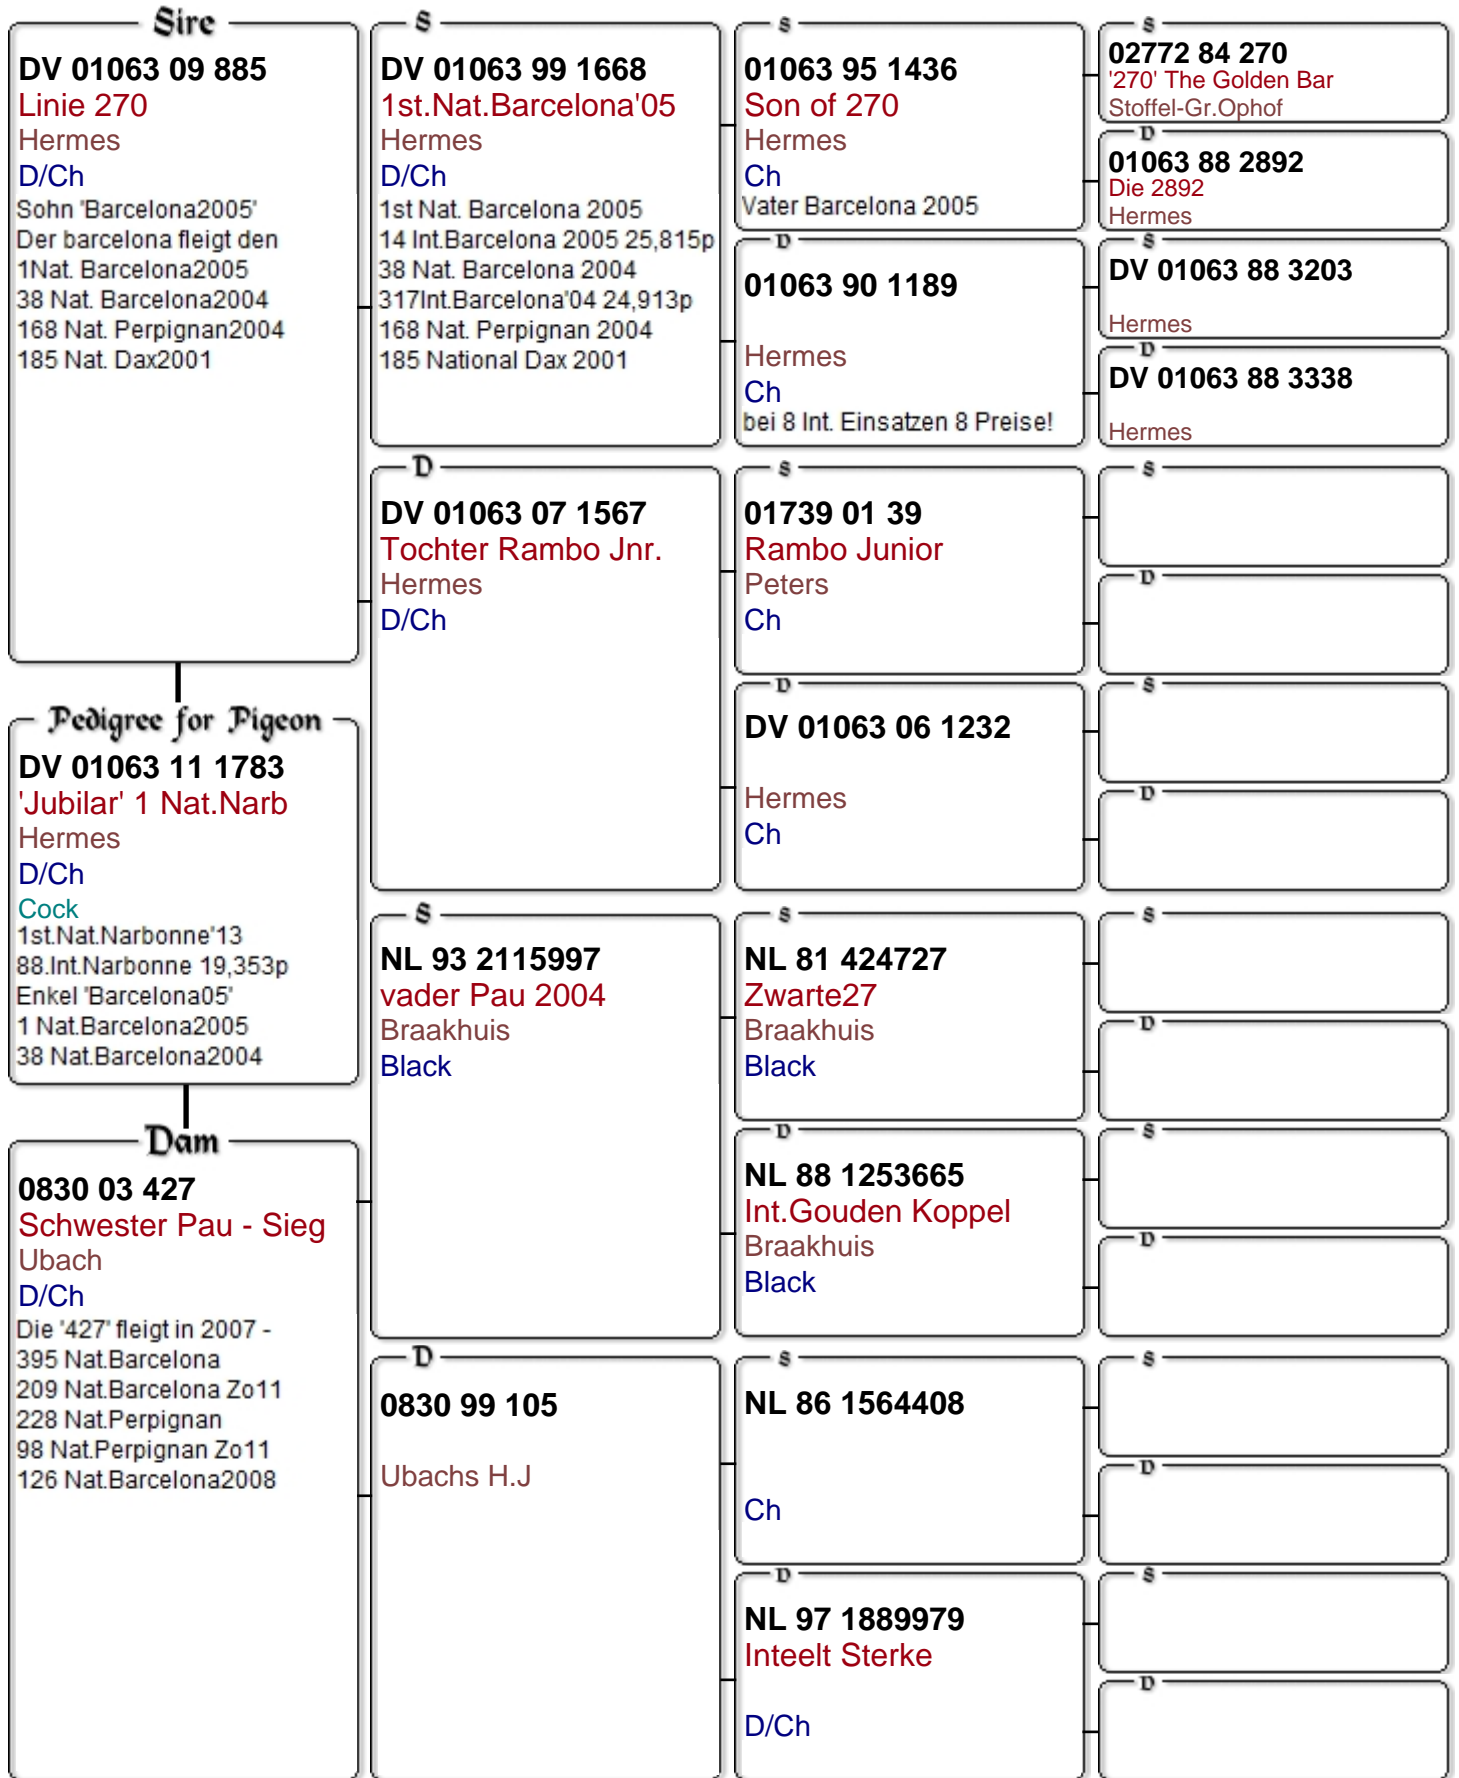 Sire
DV 01063 09 885
Linie 270
Hermes
D/Ch
Sohn 'Barcelona2005'
Der barcelona fleigt den
1Nat. Barcelona2005
38 Nat. Barcelona2004
168 Nat. Perpignan2004
185 Nat. Dax2001
Pedigree for Pigeon
DV 01063 11 1783
'Jubilar' 1 Nat.Narb
Hermes
D/Ch
Cock
1st.Nat.Narbonne'13
88.Int.Narbonne 19,353p
Enkel 'Barcelona05'
1 Nat.Barcelona2005
38 Nat.Barcelona2004
Dam
0830 03 427
Schwester Pau - Sieg
Ubach
D/Ch
Die '427' fleigt in 2007 -
395 Nat.Barcelona
209 Nat.Barcelona Zo11
228 Nat.Perpignan
98 Nat.Perpignan Zo11
126 Nat.Barcelona2008
S
DV 01063 99 1668
1st.Nat.Barcelona'05
Hermes
D/Ch
1st Nat. Barcelona 2005
14 Int.Barcelona 2005 25,815p
38 Nat. Barcelona 2004
317Int.Barcelona'04 24,913p
168 Nat. Perpignan 2004
185 National Dax 2001
D
DV 01063 07 1567
Tochter Rambo Jnr.
Hermes
D/Ch
S
NL 93 2115997
vader Pau 2004
Braakhuis
Black
D
0830 99 105
Ubachs H.J
S
01063 95 1436
Son of 270
Hermes
Ch
Vater Barcelona 2005
D
01063 90 1189
Hermes
Ch
bei 8 Int. Einsatzen 8 Preise!
S
01739 01 39
Rambo Junior
Peters
Ch
D
DV 01063 06 1232
Hermes
Ch
S
NL 81 424727
Zwarte27
Braakhuis
Black
D
NL 88 1253665
Int.Gouden Koppel
Braakhuis
Black
S
NL 86 1564408
Ch
D
NL 97 1889979
Inteelt Sterke
D/Ch
S
02772 84 270
'270' The Golden Bar
Stoffel-Gr.Ophof
D
01063 88 2892
Die 2892
Hermes
S
DV 01063 88 3203
Hermes
D
DV 01063 88 3338
Hermes
S
D
S
D
S
D
S
D
S
D
S
D